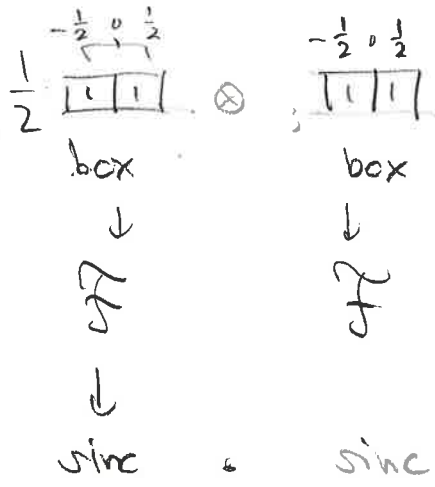 -1/2 0 1/2 -1/2 0 1/2
1/2 [1|1] ⊗ [1|1]
box box
↓ ↓
ℱ ℱ
↓
sinc · sinc